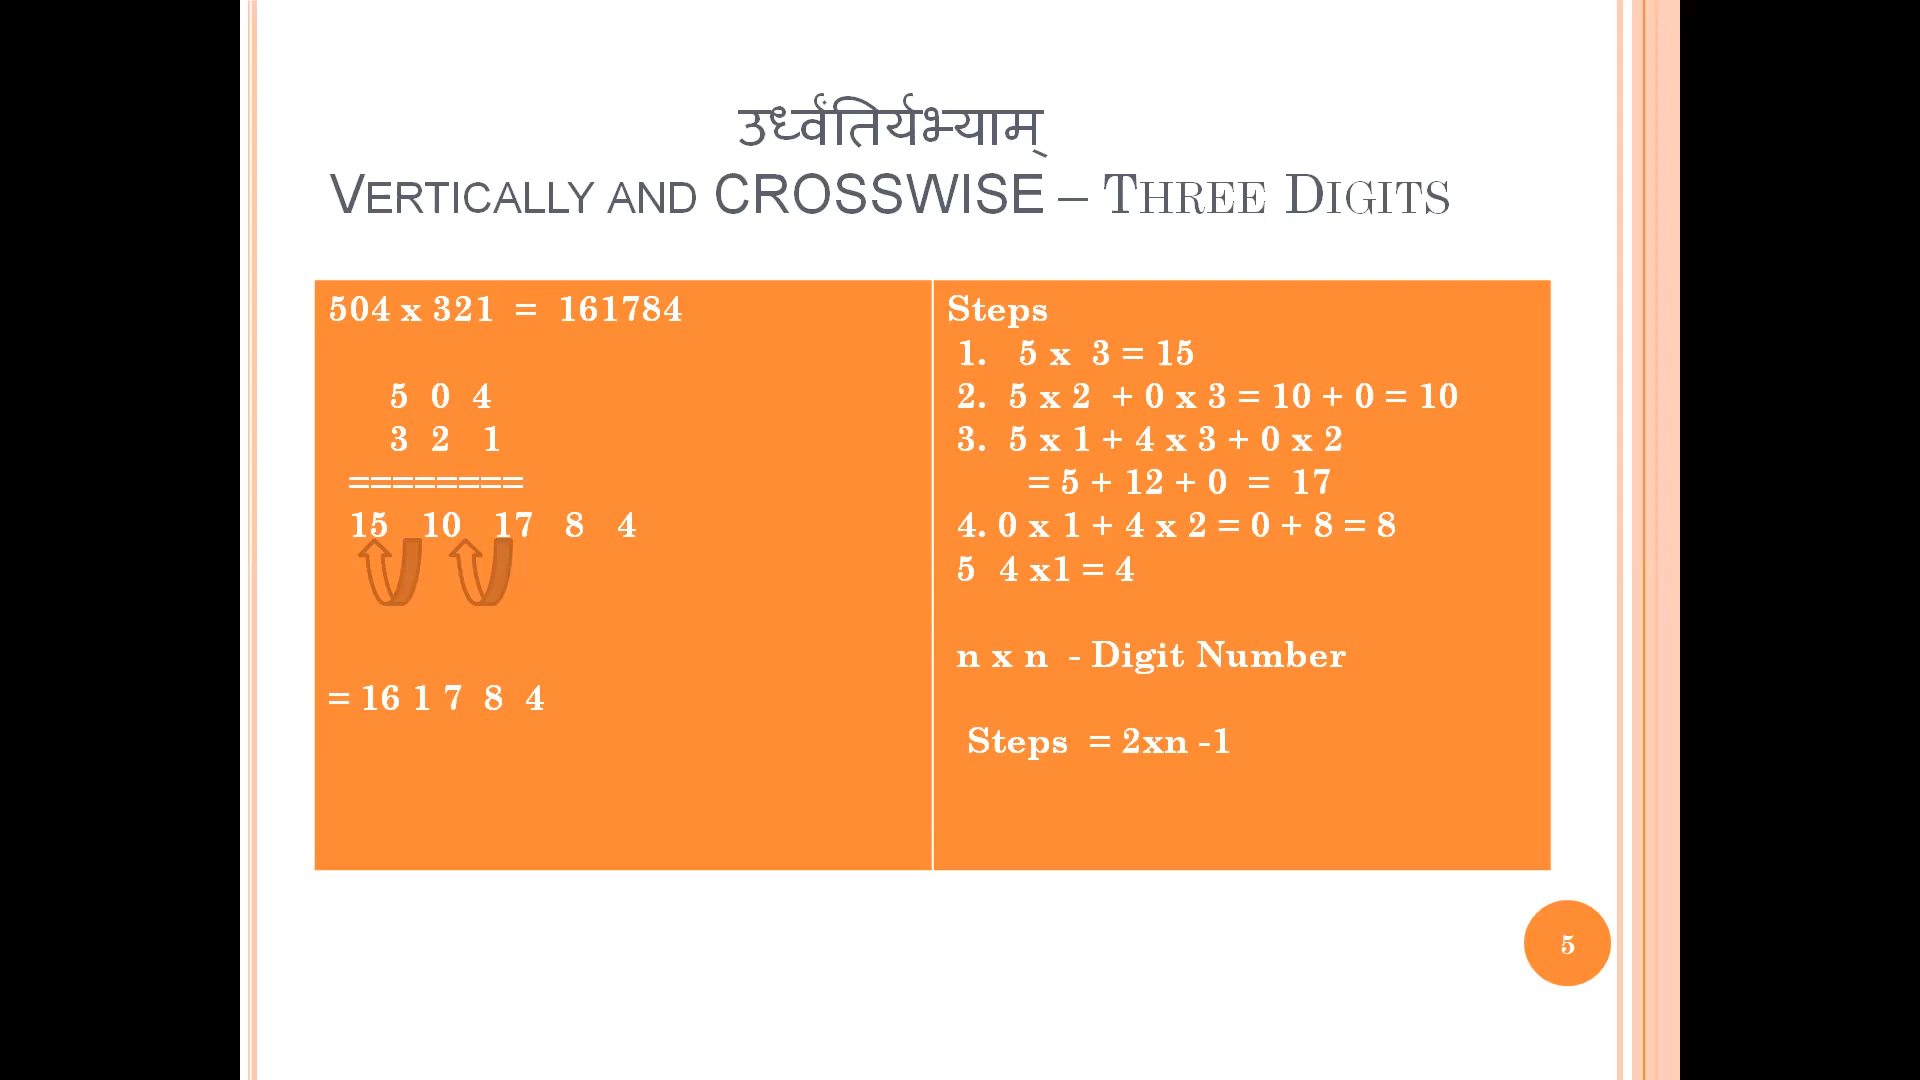 उर्ध्वंतिर्यभ्याम्
VERTICALLY AND CROSSWISE – THREE DIGITS
504 x 321 = 161784
5 0 4
3 2 1
========
15 10 17 8 4
= 16 1 7 8 4
Steps
1. 5 x 3 = 15
2. 5 x 2 + 0 x 3 = 10 + 0 = 10
3. 5 x 1 + 4 x 3 + 0 x 2
= 5 + 12 + 0 = 17
4. 0 x 1 + 4 x 2 = 0 + 8 = 8
5 4 x1 = 4
n x n - Digit Number
Steps = 2xn -1
5